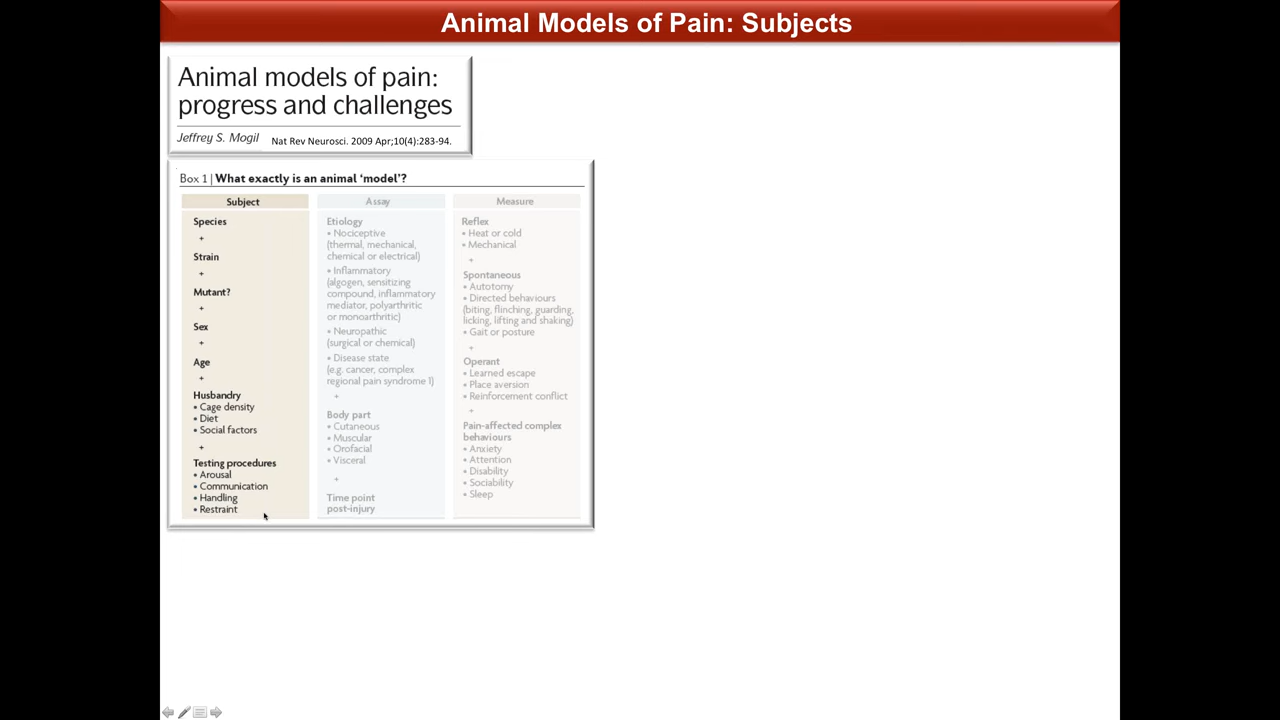 Animal Models of Pain: Subjects
Animal models of pain:
progress and challenges
Jeffrey S. Mogil Nat Rev Neurosci. 2009 Apr;10(4):283-94.
Box 1 | What exactly is an animal ‘model’?
Subject
Species
+
Strain
+
Mutant?
+
Sex
+
Age
+
Husbandry
• Cage density
• Diet
• Social factors
+
Testing procedures
• Arousal
• Communication
• Handling
• Restraint
Assay
Etiology
• Nociceptive
(thermal, mechanical,
chemical or electrical)
• Inflammatory
(algogen, sensitizing
compound, inflammatory
mediator, polyarthritic
or monoarthritic)
• Neuropathic
(surgical or chemical)
• Disease state
(e.g. cancer, complex
regional pain syndrome 1)
+
Body part
• Cutaneous
• Muscular
• Orofacial
• Visceral
+
Time point
post-injury
Measure
Reflex
• Heat or cold
• Mechanical
+
Spontaneous
• Autotomy
• Directed behaviours
(biting, flinching, guarding,
licking, lifting and shaking)
• Gait or posture
+
Operant
• Learned escape
• Place aversion
• Reinforcement conflict
+
Pain-affected complex
behaviours
• Anxiety
• Attention
• Disability
• Sociability
• Sleep